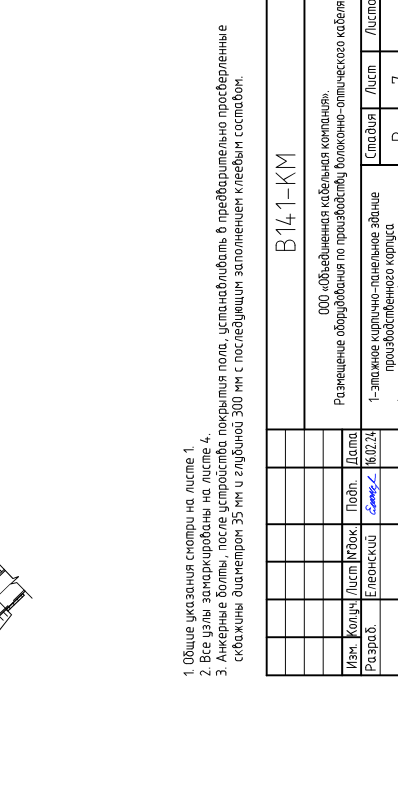 1. Общие указания смотри на листе 1.
2. Все узлы замаркированы на листе 4.
3. Анкерные болты, после устройства покрытия пола, устанавливать в предварительно просверленные
скважины диаметром 35 мм и глубиной 300 мм с последующим заполнением клеевым составом.
В141-КМ
ООО «Объединенная кабельная компания».
Размещение оборудования по производству волоконно-оптического кабеля
Изм. Кол.уч. Лист №док. Подп. Дата
Разраб. Елеонский 16.02.24
1-этажное кирпично-панельное здание
производственного корпуса
Стадия Лист
7